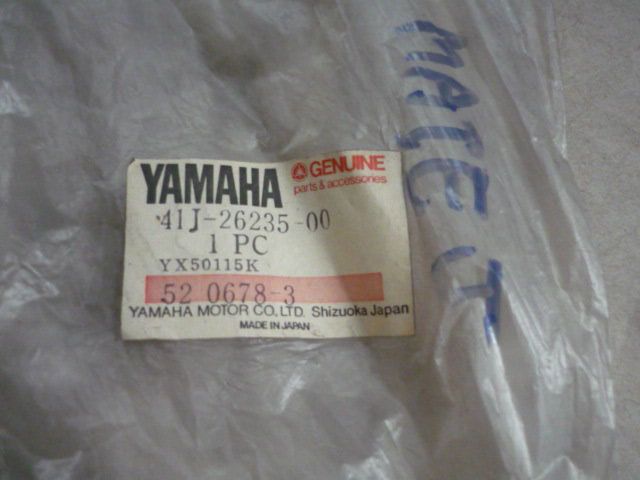 YAMAHA
GENUINE
parts & accessories
41J-26235-00
1 PC
YX50115K
52 0678-3
YAMAHA MOTOR CO., LTD. Shizuoka Japan
MADE IN JAPAN
MATE T